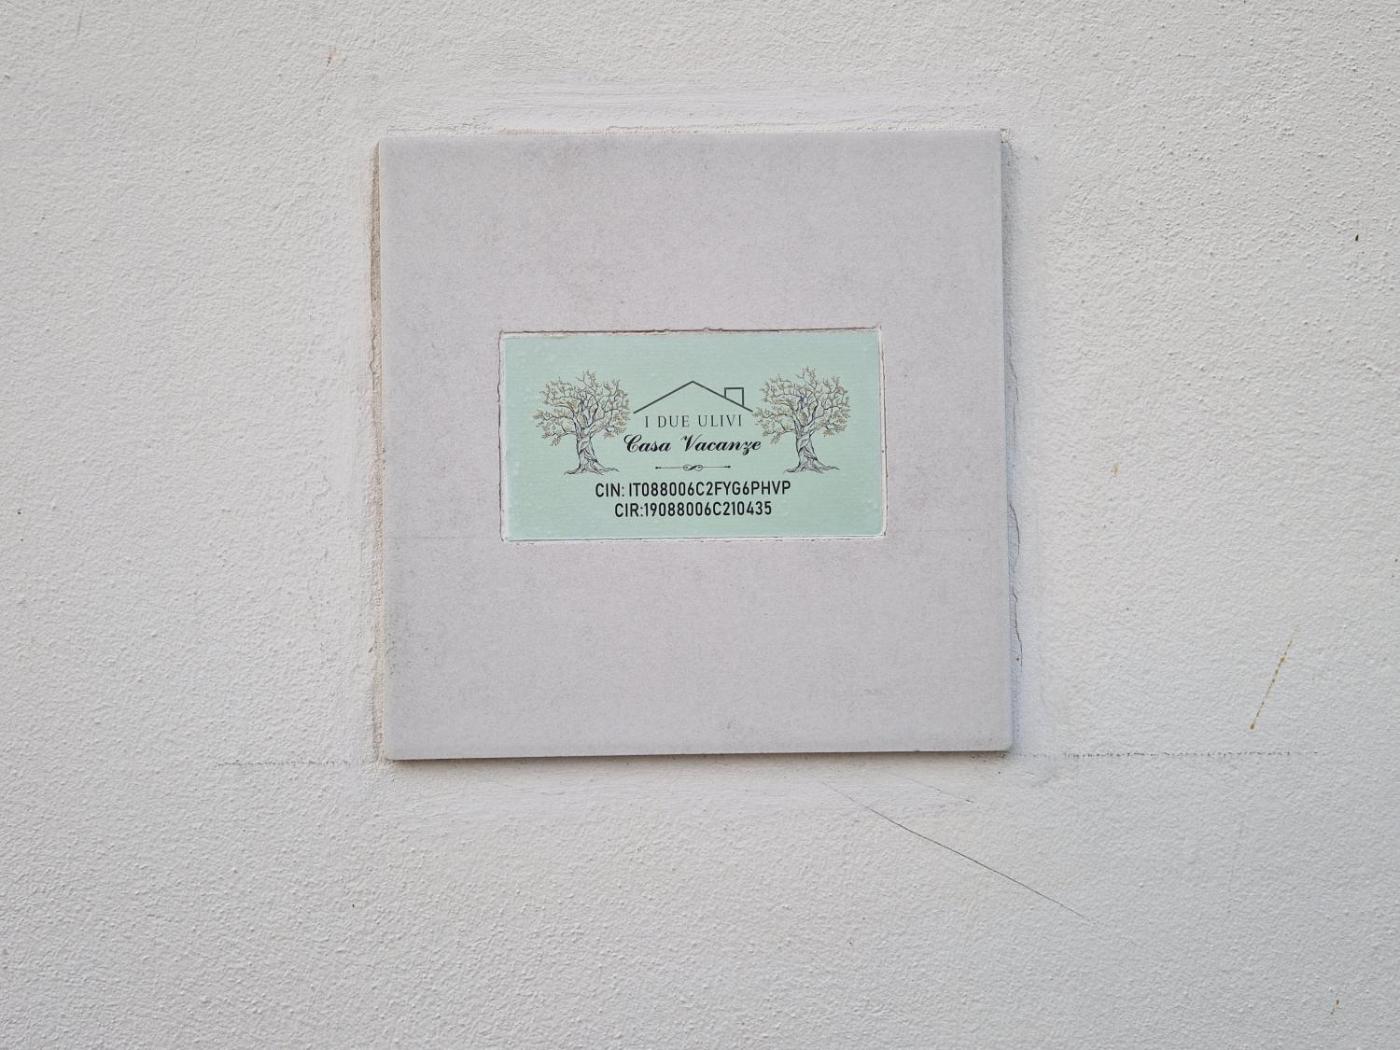 I DUE ULIVI
Casa Vacanze
CIN: IT088006C2FYG6PHVP
CIR:19088006C210435